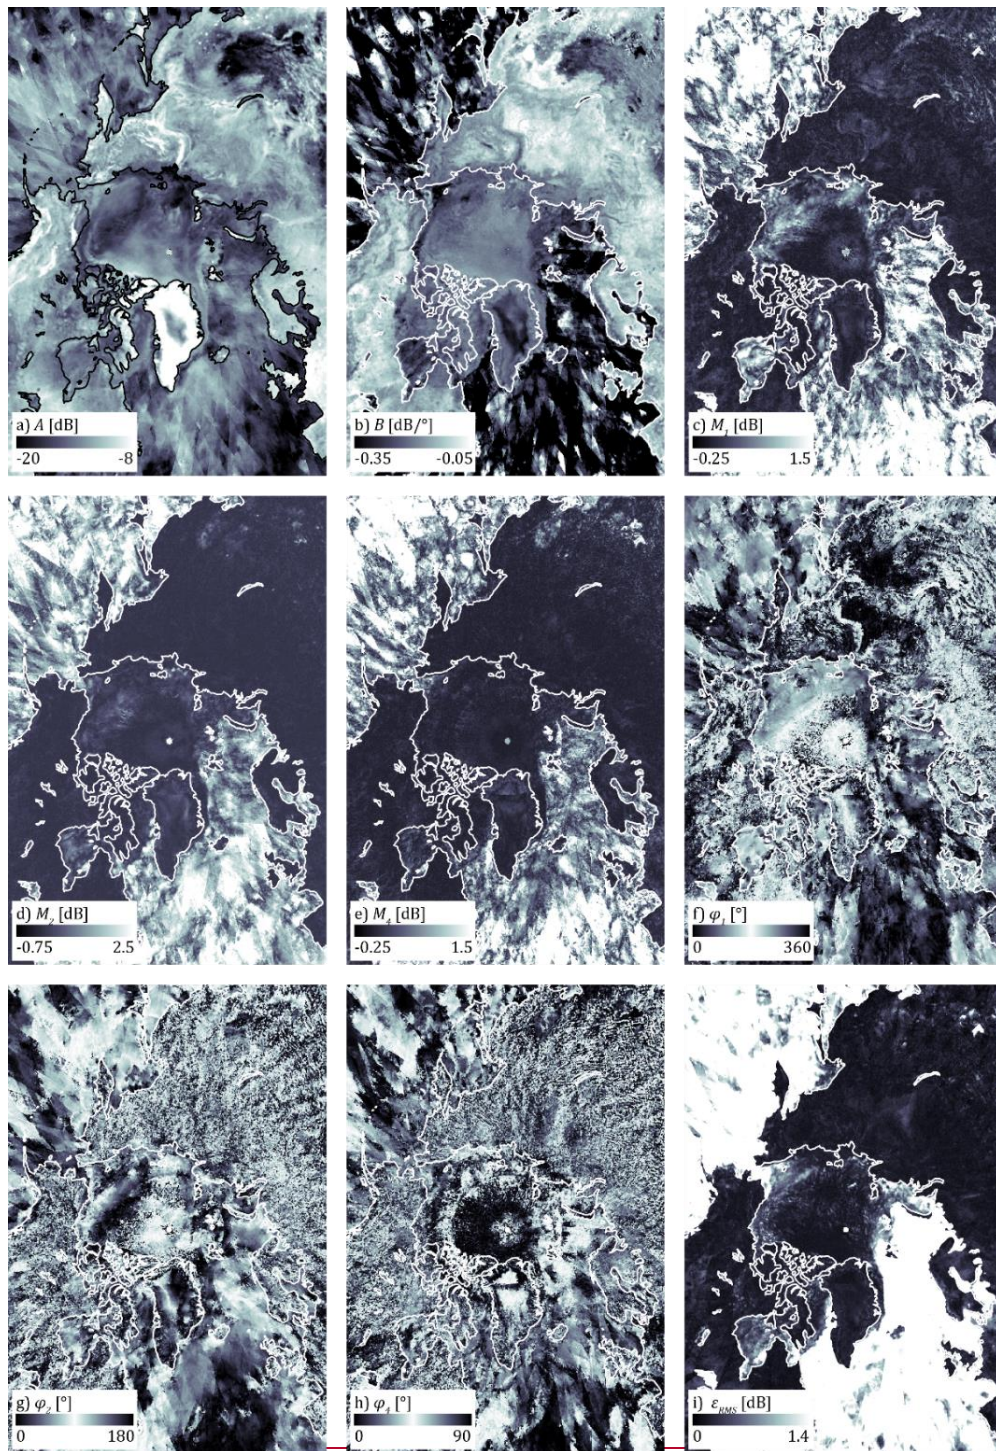 a) A [dB]
-20 -8
b) B [dB/°]
-0.35 -0.05
c) M₁ [dB]
-0.25 1.5
d) M₂ [dB]
-0.75 2.5
e) M₄ [dB]
-0.25 1.5
f) φ₁ [°]
0 360
g) φ₂ [°]
0 180
h) φ₄ [°]
0 90
i) ε_RMS [dB]
0 1.4